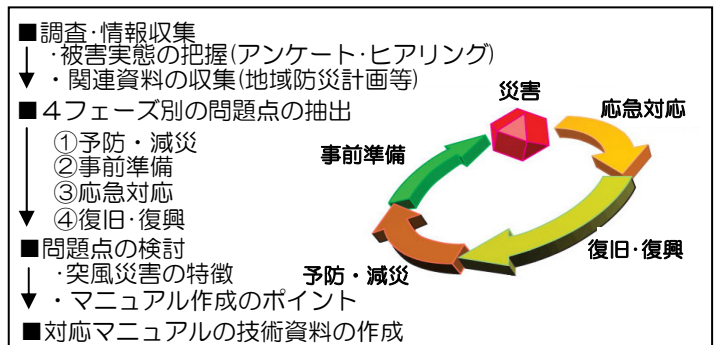 ■調査･情報収集
･被害実態の把握(アンケート･ヒアリング)
・関連資料の収集(地域防災計画等)
■４フェーズ別の問題点の抽出
①予防・減災
②事前準備
③応急対応
④復旧･復興
■問題点の検討
･突風災害の特徴
・マニュアル作成のポイント
■対応マニュアルの技術資料の作成
災害
応急対応
事前準備
復旧･復興
予防・減災